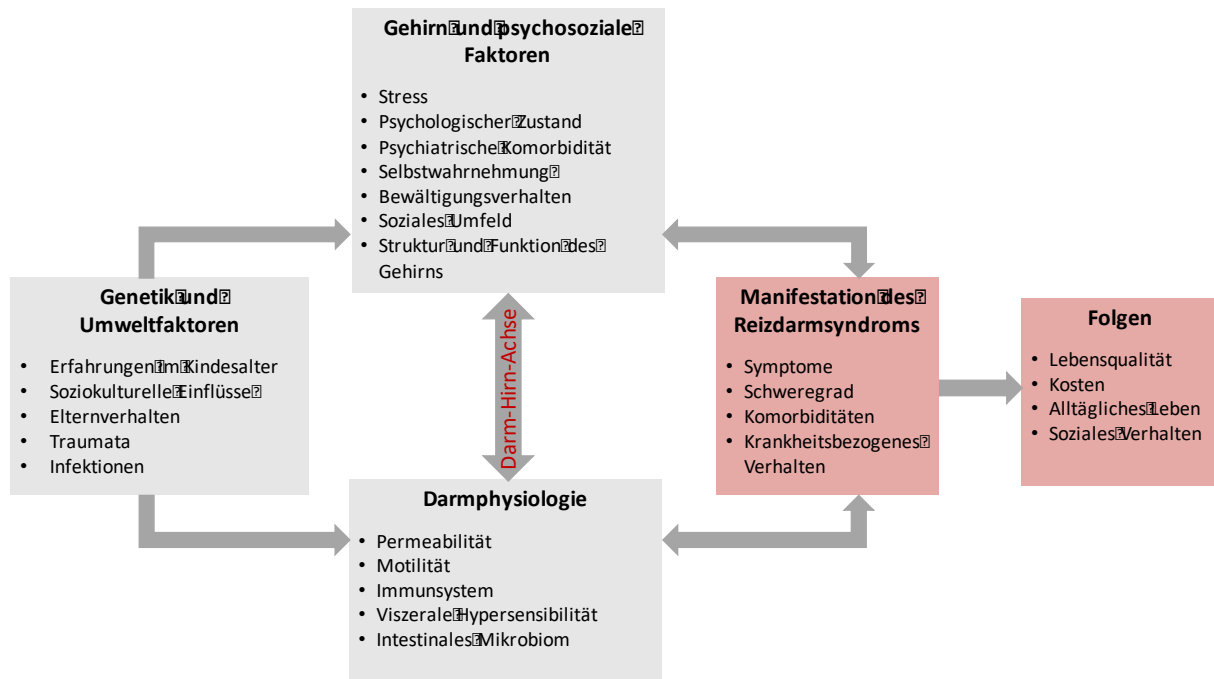 Gehirn und psychosoziale
Faktoren
• Stress
• Psychologischer Zustand
• Psychiatrische Komorbidität
• Selbstwahrnehmung
• Bewältigungsverhalten
• Soziales Umfeld
• Struktur und Funktion des
Gehirns
Genetik und
Umweltfaktoren
• Erfahrungen im Kindesalter
• Soziokulturelle Einflüsse
• Elternverhalten
• Traumata
• Infektionen
Darm-Hirn-Achse
Darmphysiologie
• Permeabilität
• Motilität
• Immunsystem
• Viszerale Hypersensibilität
• Intestinales Mikrobiom
Manifestation des
Reizdarmsyndroms
• Symptome
• Schweregrad
• Komorbiditäten
• Krankheitsbezogenes
Verhalten
Folgen
• Lebensqualität
• Kosten
• Alltägliches Leben
• Soziales Verhalten